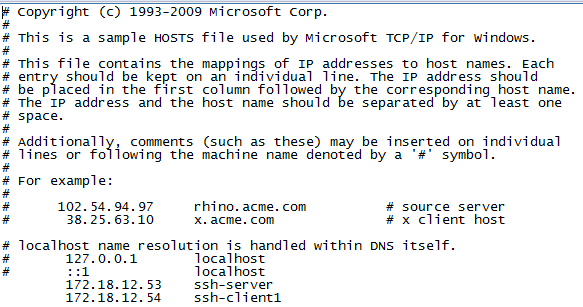 # Copyright (c) 1993-2009 Microsoft Corp.
#
# This is a sample HOSTS file used by Microsoft TCP/IP for Windows.
#
# This file contains the mappings of IP addresses to host names. Each
# entry should be kept on an individual line. The IP address should
# be placed in the first column followed by the corresponding host name.
# The IP address and the host name should be separated by at least one
# space.
#
# Additionally, comments (such as these) may be inserted on individual
# lines or following the machine name denoted by a '#' symbol.
#
# For example:
#
#      102.54.94.97     rhino.acme.com          # source server
#       38.25.63.10     x.acme.com              # x client host

# localhost name resolution is handled within DNS itself.
#       127.0.0.1       localhost
#       ::1             localhost
        172.18.12.53    ssh-server
        172.18.12.54    ssh-client1